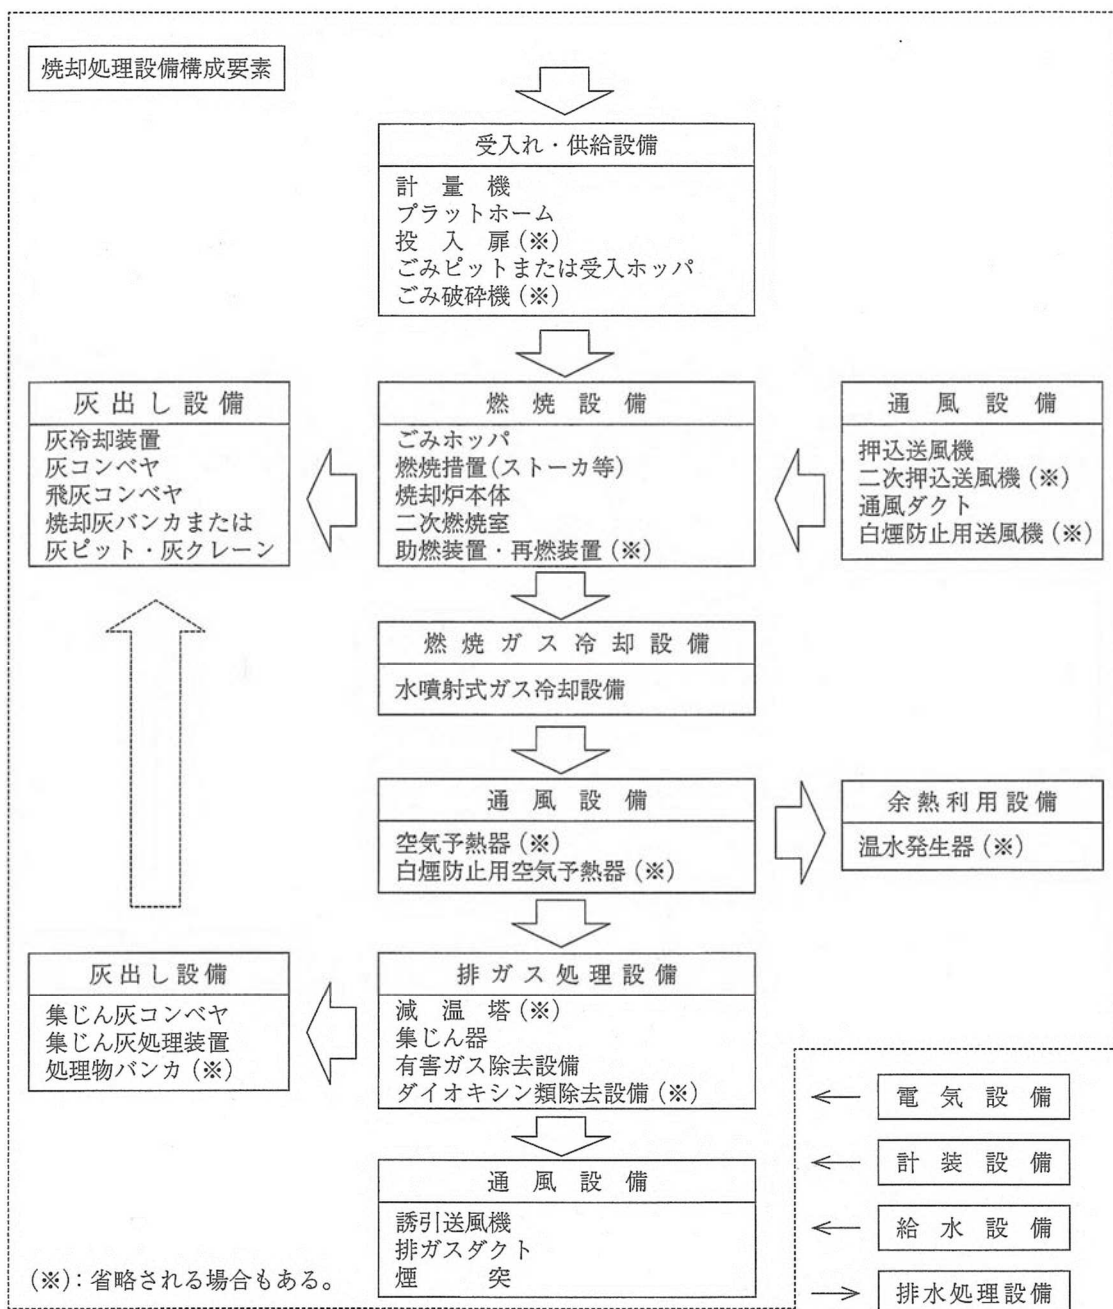 焼却処理設備構成要素
受入れ・供給設備
計量機
プラットホーム
投入扉(※)
ごみピットまたは受入ホッパ
ごみ破砕機(※)
灰出し設備
灰冷却装置
灰コンベヤ
飛灰コンベヤ
焼却灰バンカまたは
灰ピット・灰クレーン
燃焼設備
ごみホッパ
燃焼措置(ストーカ等)
焼却炉本体
二次燃焼室
助燃装置・再燃装置(※)
通風設備
押込送風機
二次押込送風機(※)
通風ダクト
白煙防止用送風機(※)
燃焼ガス冷却設備
水噴射式ガス冷却設備
通風設備
空気予熱器(※)
白煙防止用空気予熱器(※)
余熱利用設備
温水発生器(※)
灰出し設備
集じん灰コンベヤ
集じん灰処理装置
処理物バンカ(※)
排ガス処理設備
減温塔(※)
集じん器
有害ガス除去設備
ダイオキシン類除去設備(※)
通風設備
誘引送風機
排ガスダクト
煙突
電気設備
計装設備
給水設備
排水処理設備
(※):省略される場合もある。